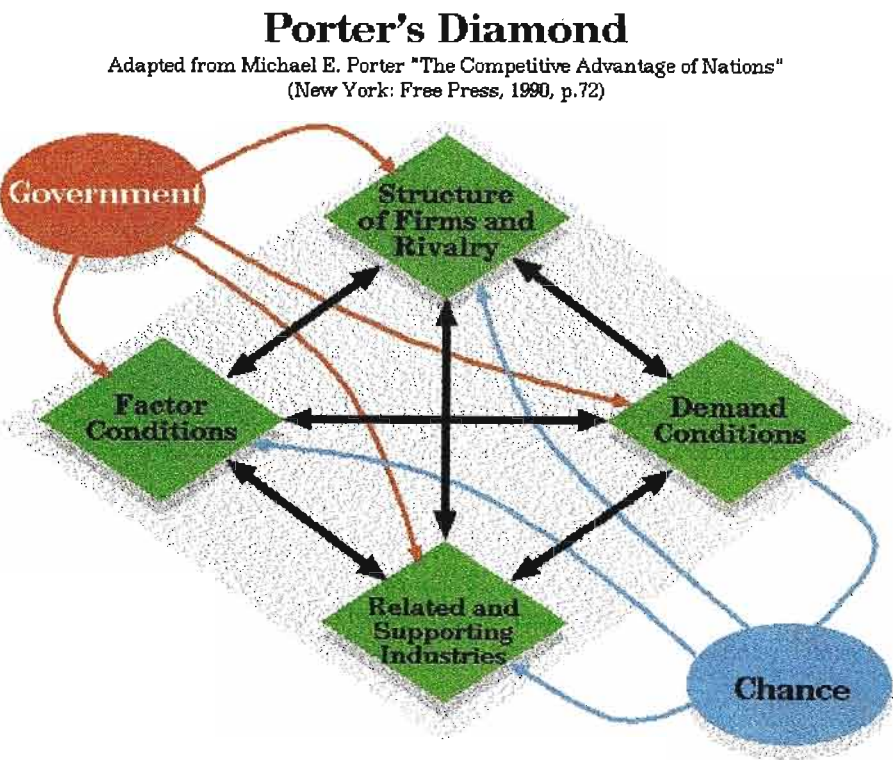 Porter's Diamond
Adapted from Michael E. Porter "The Competitive Advantage of Nations"
(New York: Free Press, 1990, p.72)
Government
Structure
of Firms and
Rivalry
Factor
Conditions
Demand
Conditions
Related and
Supporting
Industries
Chance